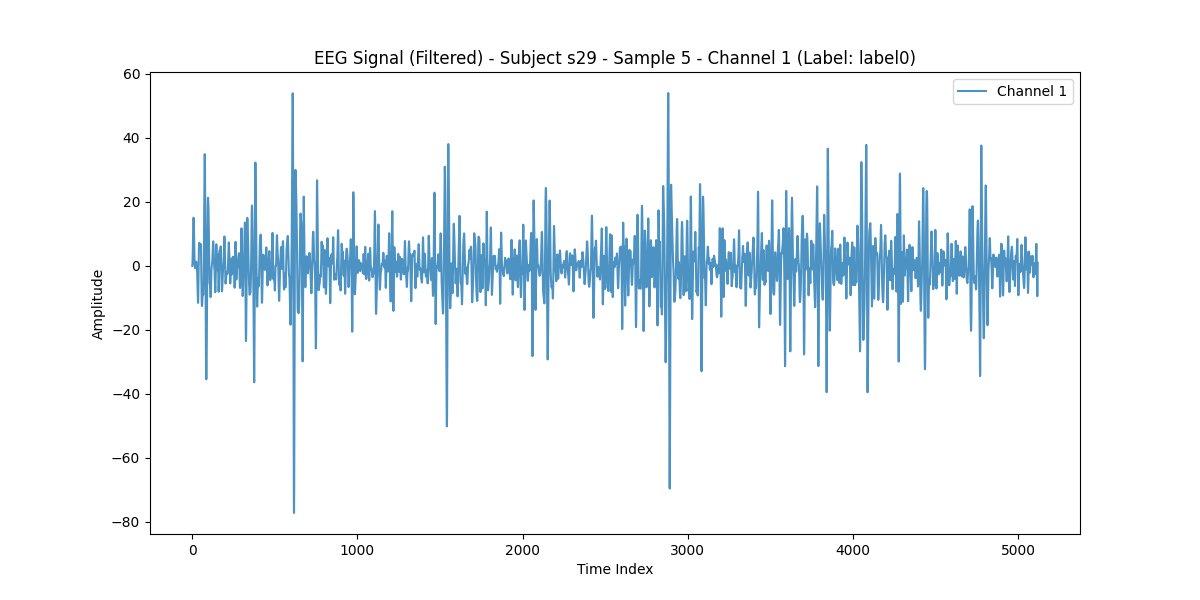 EEG Signal (Filtered) - Subject s29 - Sample 5 - Channel 1 (Label: label0)
Channel 1
60
40
20
0
−20
−40
−60
−80
Amplitude
0 1000 2000 3000 4000 5000
Time Index